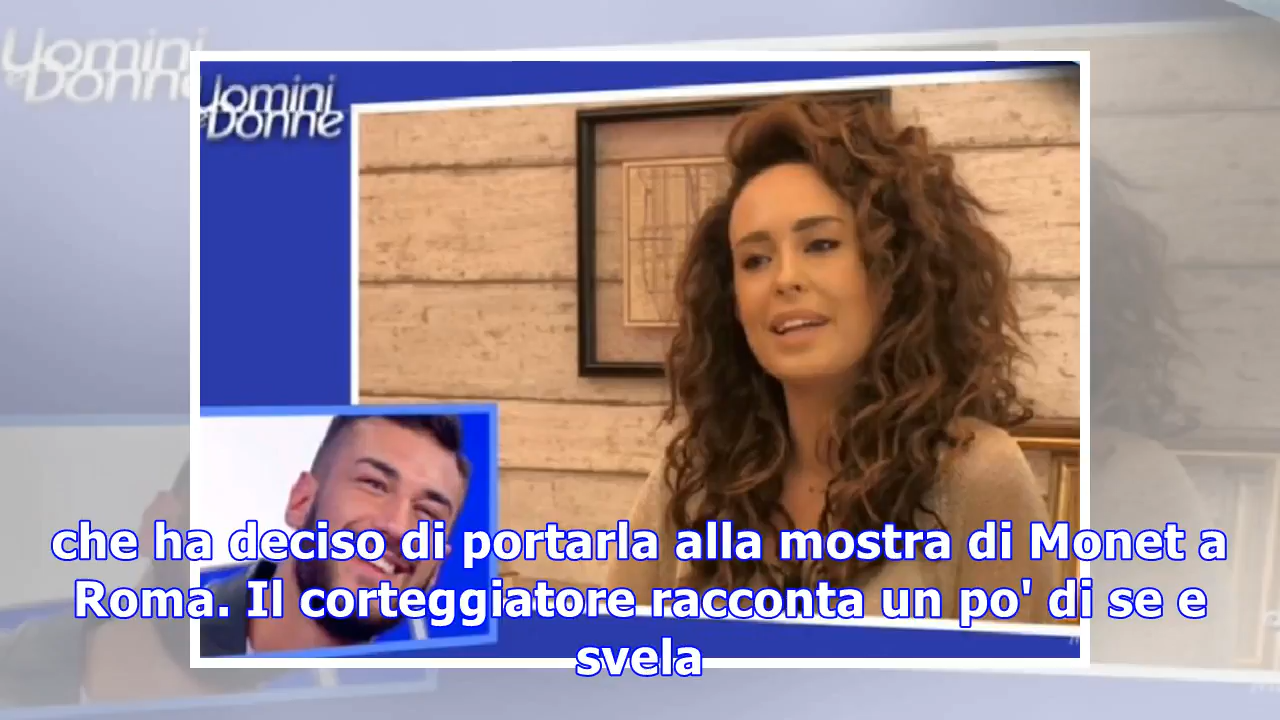 Uomini
e Donne
Uomini
e Donne
che ha deciso di portarla alla mostra di Monet a
Roma. Il corteggiatore racconta un po' di se e
svela